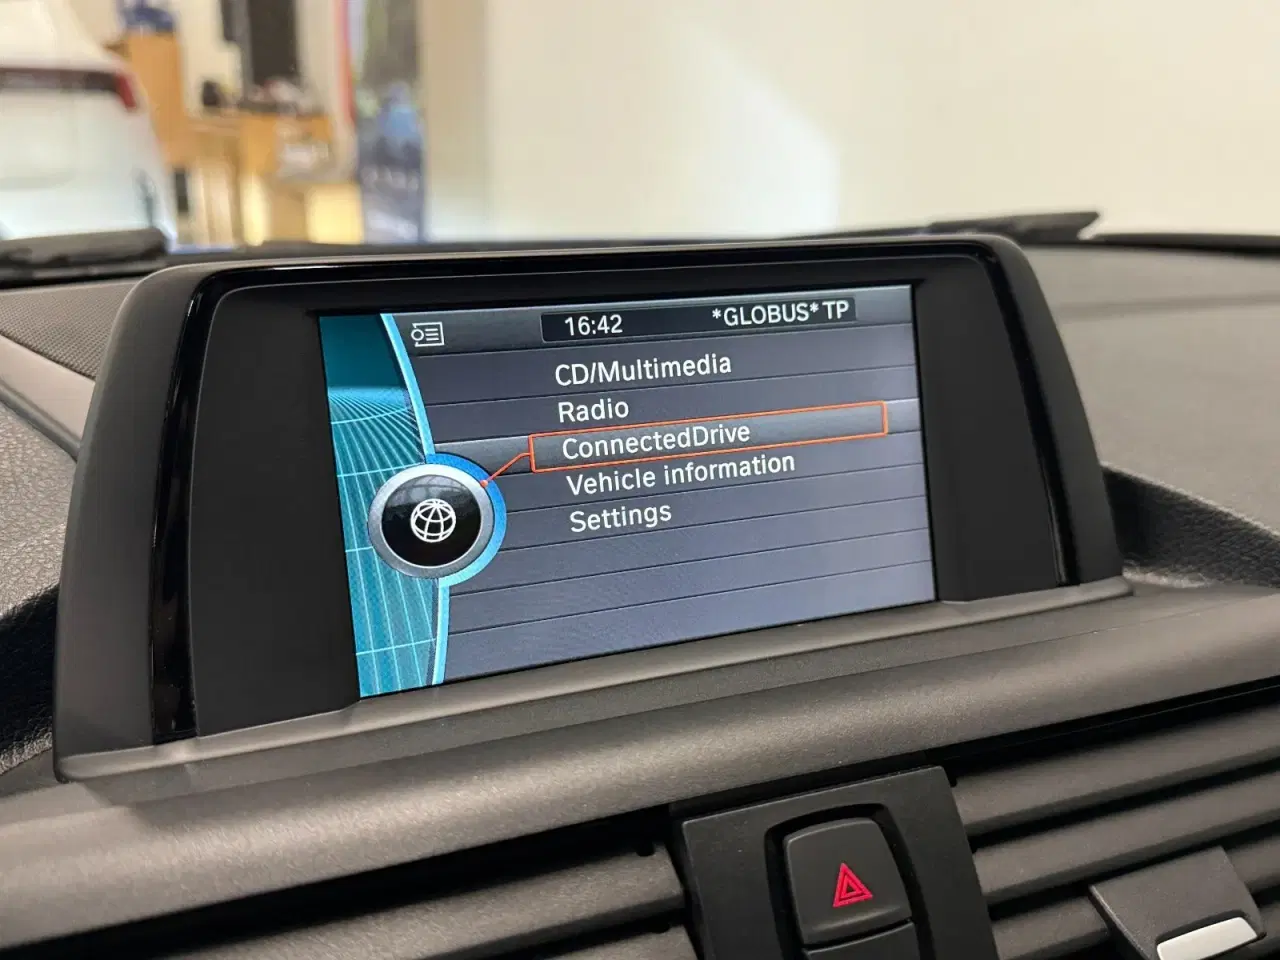 16:42 *GLOBUS* TP
CD/Multimedia
Radio
ConnectedDrive
Vehicle information
Settings